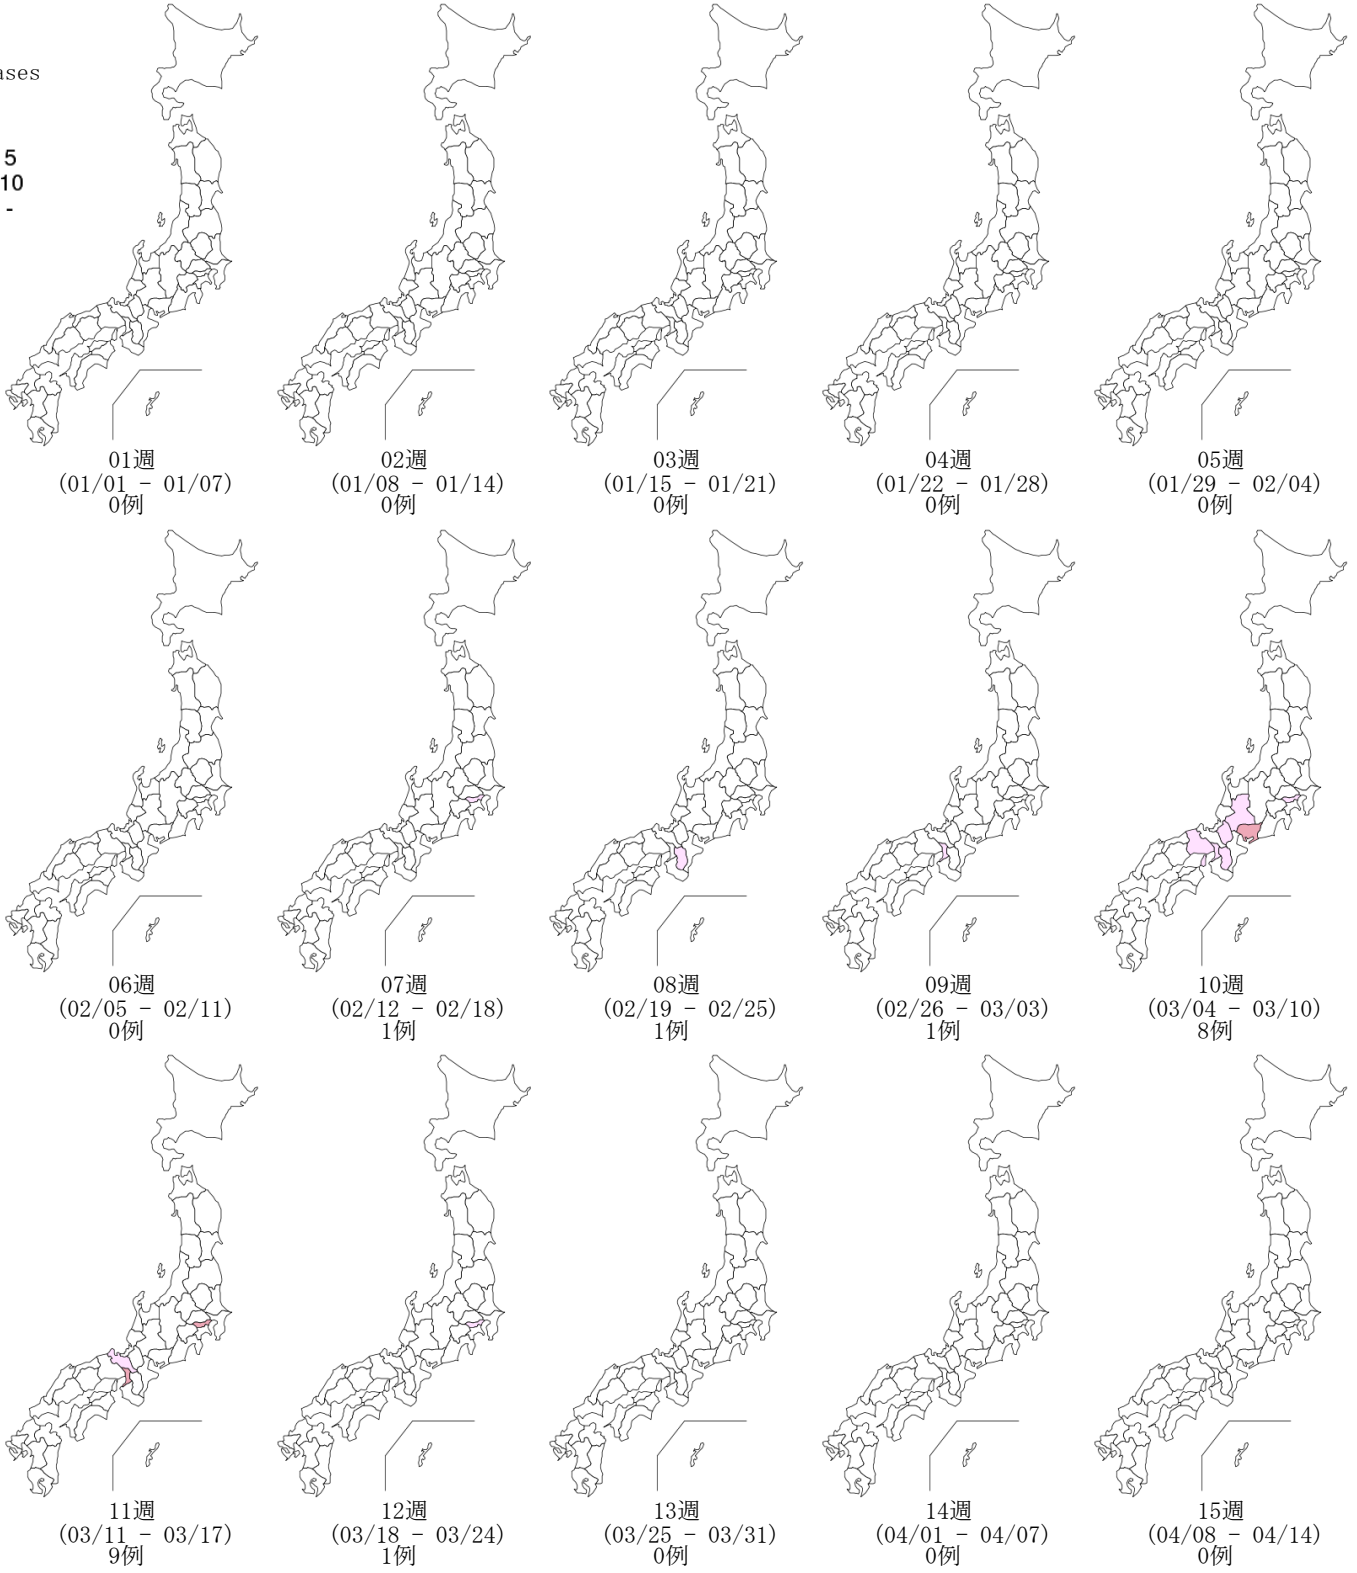 ases
5
10
-
01週
(01/01 - 01/07)
0例
02週
(01/08 - 01/14)
0例
03週
(01/15 - 01/21)
0例
04週
(01/22 - 01/28)
0例
05週
(01/29 - 02/04)
0例
06週
(02/05 - 02/11)
0例
07週
(02/12 - 02/18)
1例
08週
(02/19 - 02/25)
1例
09週
(02/26 - 03/03)
1例
10週
(03/04 - 03/10)
8例
11週
(03/11 - 03/17)
9例
12週
(03/18 - 03/24)
1例
13週
(03/25 - 03/31)
0例
14週
(04/01 - 04/07)
0例
15週
(04/08 - 04/14)
0例